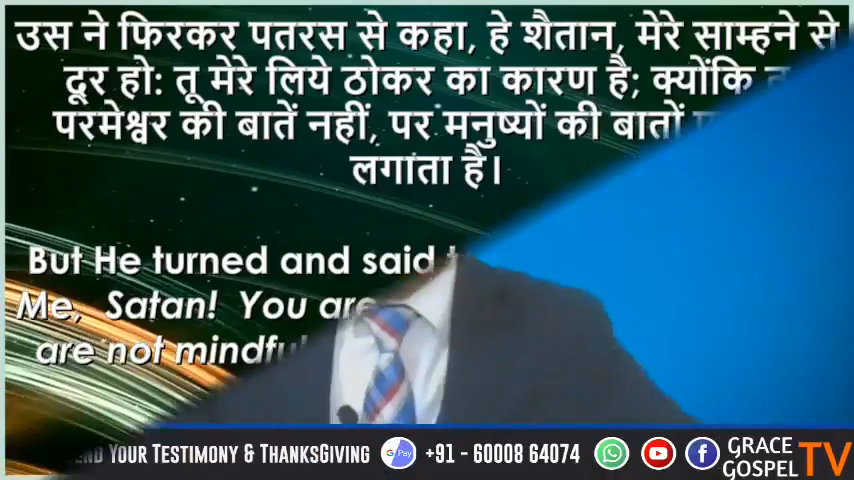 उस ने फिरकर पतरस से कहा, हे शैतान, मेरे साम्हने से
दूर हो: तू मेरे लिये ठोकर का कारण है; क्योंकि
परमेश्वर की बातें नहीं, पर मनुष्यों की बातों
लगाता है।
But He turned and said
Me, Satan! You are
are not mindful
YOUR TESTIMONY & THANKSGIVING G Pay +91 - 60008 64074
GRACE
GOSPEL TV